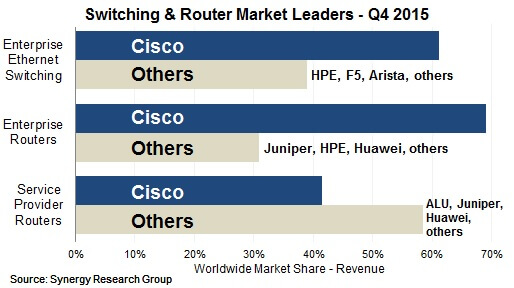 Switching & Router Market Leaders - Q4 2015
Enterprise
Ethernet
Switching
Cisco
Others
HPE, F5, Arista, others
Enterprise
Routers
Cisco
Others
Juniper, HPE, Huawei, others
Service
Provider
Routers
Cisco
Others
ALU, Juniper,
Huawei,
others
0% 10% 20% 30% 40% 50% 60% 70%
Worldwide Market Share - Revenue
Source: Synergy Research Group